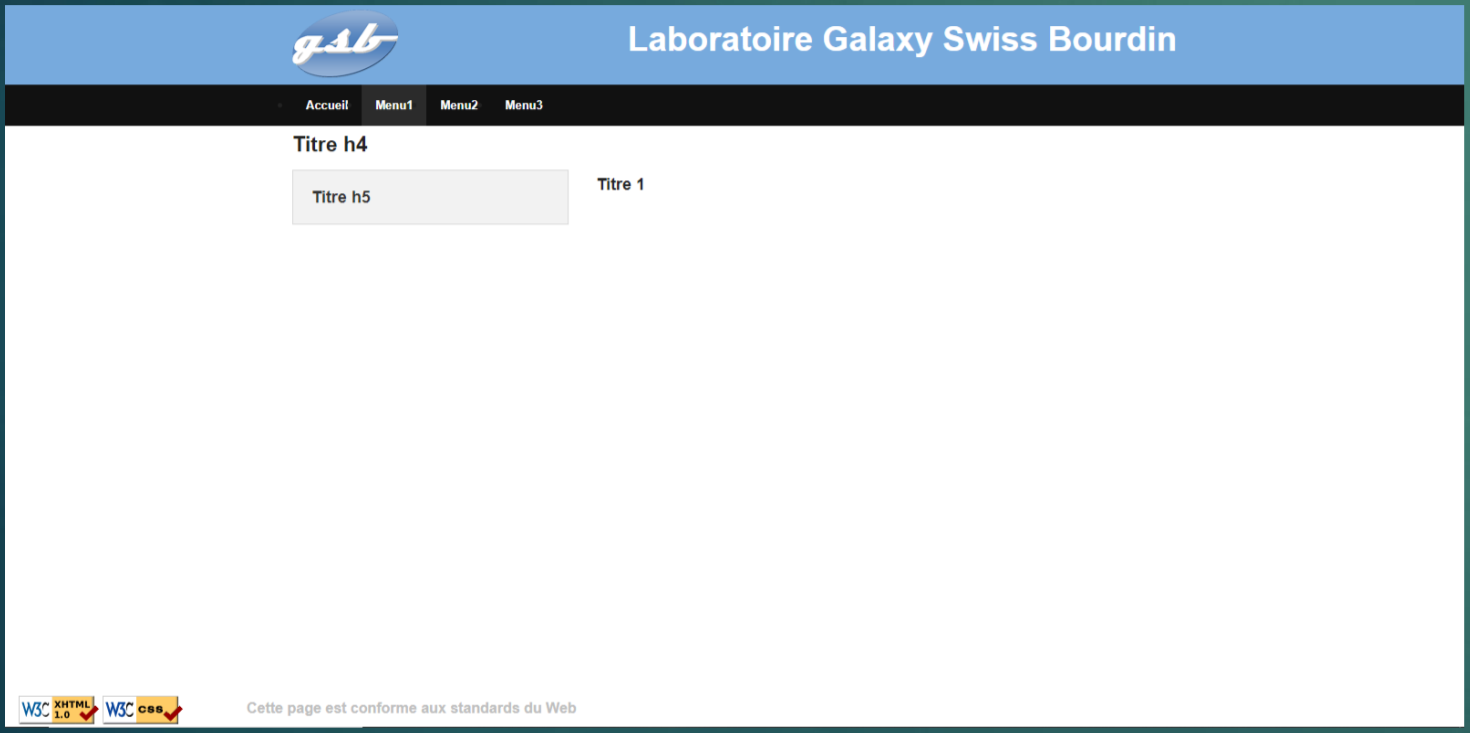 gsb
Laboratoire Galaxy Swiss Bourdin
Accueil Menu1 Menu2 Menu3
Titre h4
Titre h5
Titre 1
W3C XHTML 1.0
W3C css
Cette page est conforme aux standards du Web